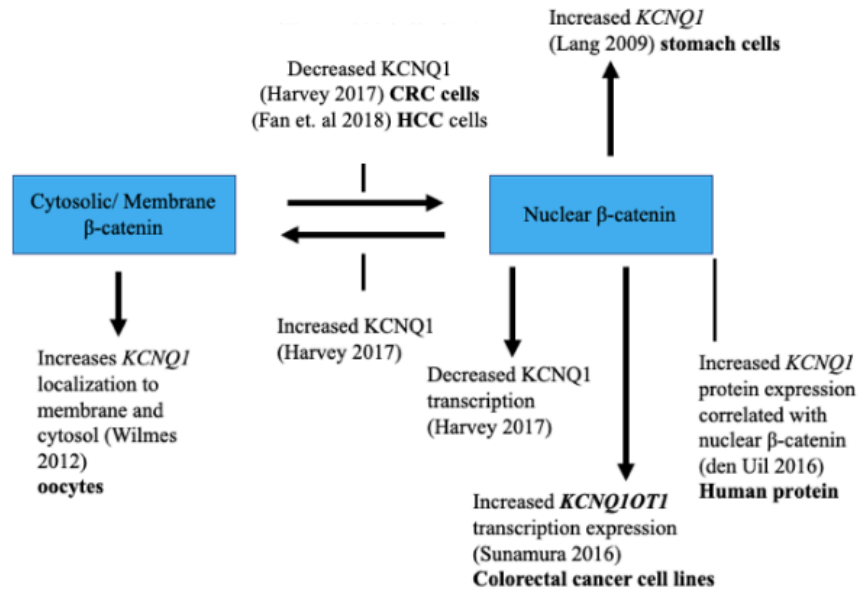 Increased KCNQ1
(Lang 2009) stomach cells
Decreased KCNQ1
(Harvey 2017) CRC cells
(Fan et. al 2018) HCC cells
Cytosolic/ Membrane
β-catenin
Nuclear β-catenin
Increases KCNQ1
localization to
membrane and
cytosol (Wilmes
2012)
oocytes
Increased KCNQ1
(Harvey 2017)
Decreased KCNQ1
transcription
(Harvey 2017)
Increased KCNQ1OT1
transcription expression
(Sunamura 2016)
Colorectal cancer cell lines
Increased KCNQ1
protein expression
correlated with
nuclear β-catenin
(den Uil 2016)
Human protein